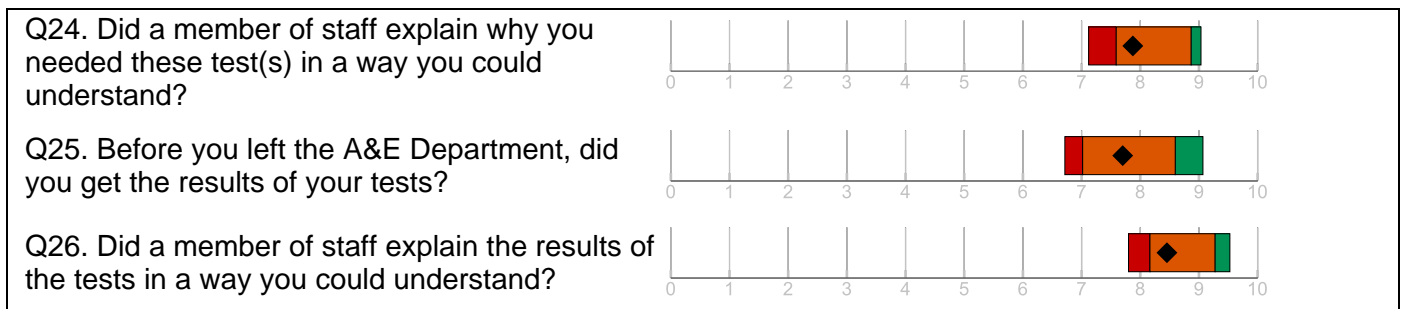 Q24. Did a member of staff explain why you
needed these test(s) in a way you could
understand?
0 1 2 3 4 5 6 7 8 9 10
Q25. Before you left the A&E Department, did
you get the results of your tests?
0 1 2 3 4 5 6 7 8 9 10
Q26. Did a member of staff explain the results of
the tests in a way you could understand?
0 1 2 3 4 5 6 7 8 9 10